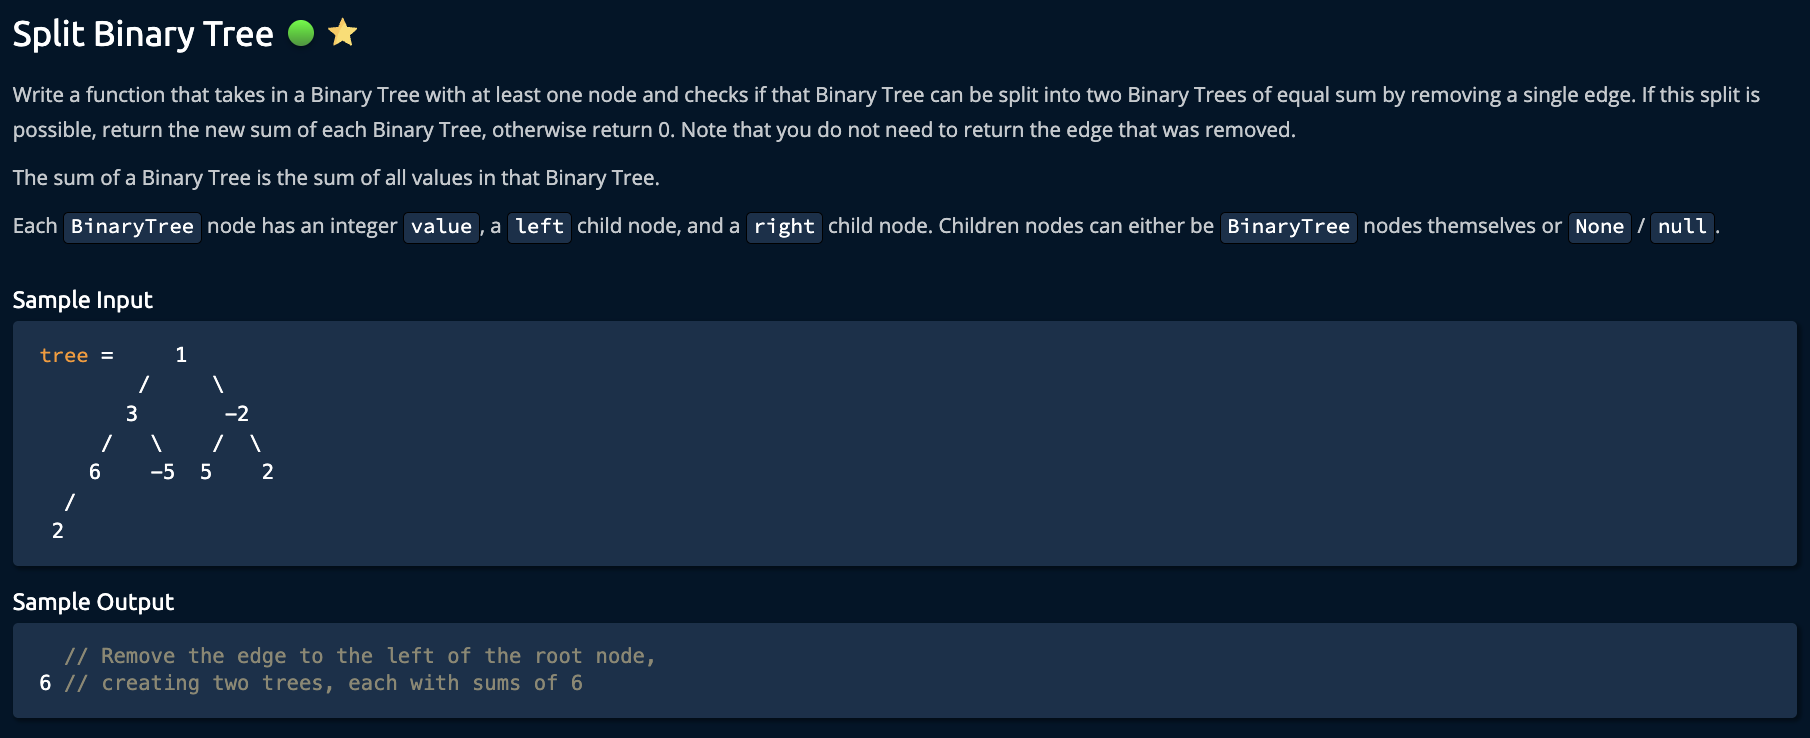 Split Binary Tree
Write a function that takes in a Binary Tree with at least one node and checks if that Binary Tree can be split into two Binary Trees of equal sum by removing a single edge. If this split is
possible, return the new sum of each Binary Tree, otherwise return 0. Note that you do not need to return the edge that was removed.
The sum of a Binary Tree is the sum of all values in that Binary Tree.
Each BinaryTree node has an integer value, a left child node, and a right child node. Children nodes can either be BinaryTree nodes themselves or None / null.
Sample Input
tree =     1
        /     \
       3       -2
     /   \    /  \
    6    -5  5    2
  /
 2
Sample Output
  // Remove the edge to the left of the root node,
6 // creating two trees, each with sums of 6